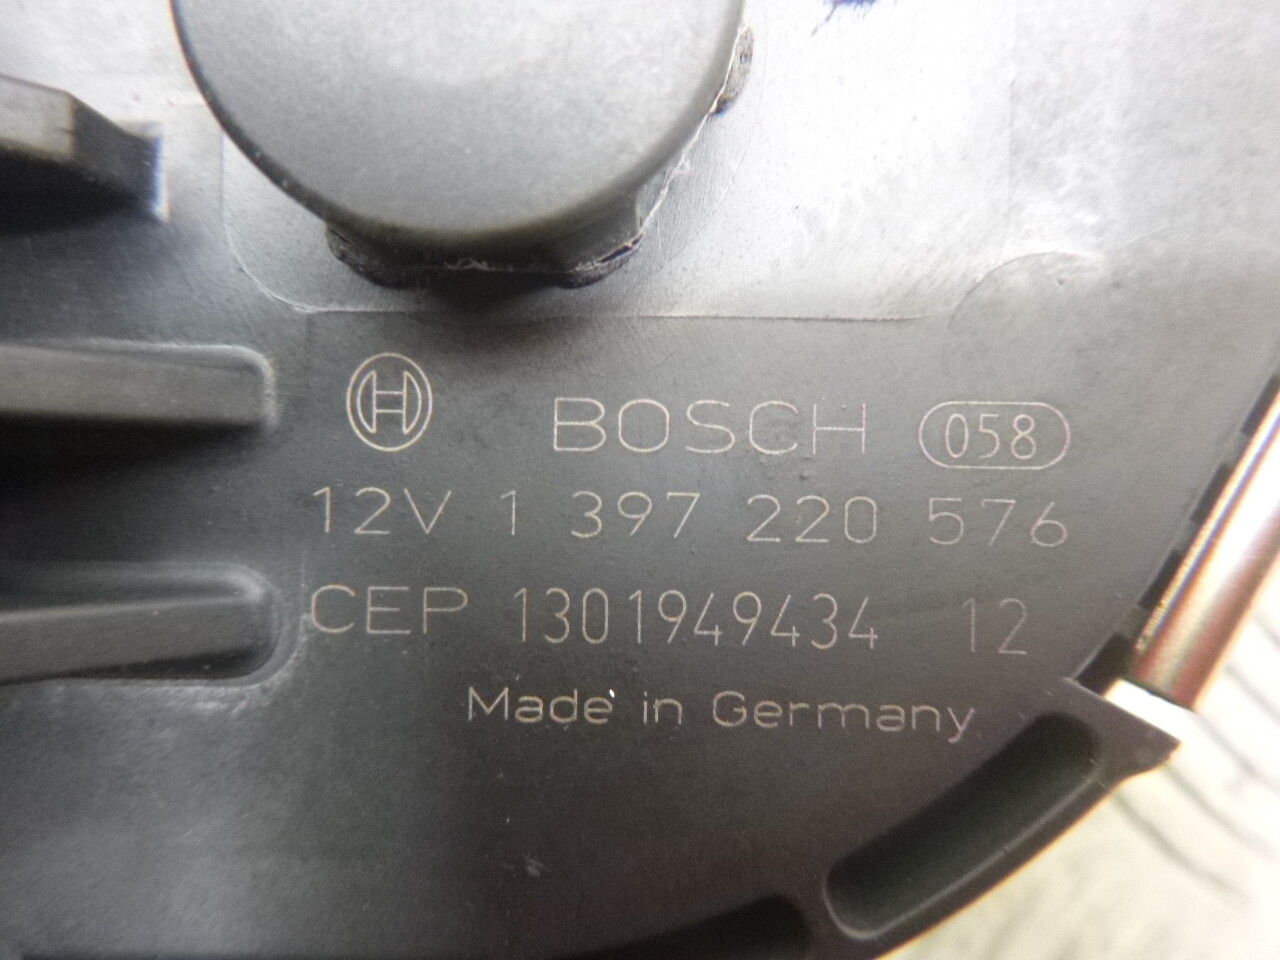 BOSCH 058
12V 1 397 220 576
CEP 1301949434 12
Made in Germany